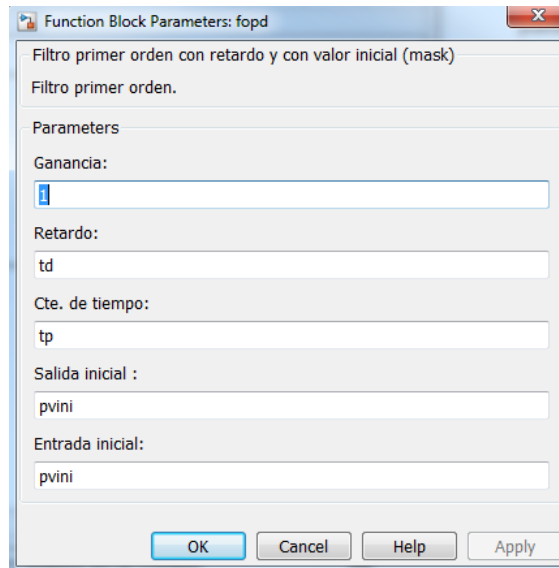 Function Block Parameters: fopd
Filtro primer orden con retardo y con valor inicial (mask)
Filtro primer orden.
Parameters
Ganancia:
1
Retardo:
td
Cte. de tiempo:
tp
Salida inicial :
pvini
Entrada inicial:
pvini
OK Cancel Help Apply